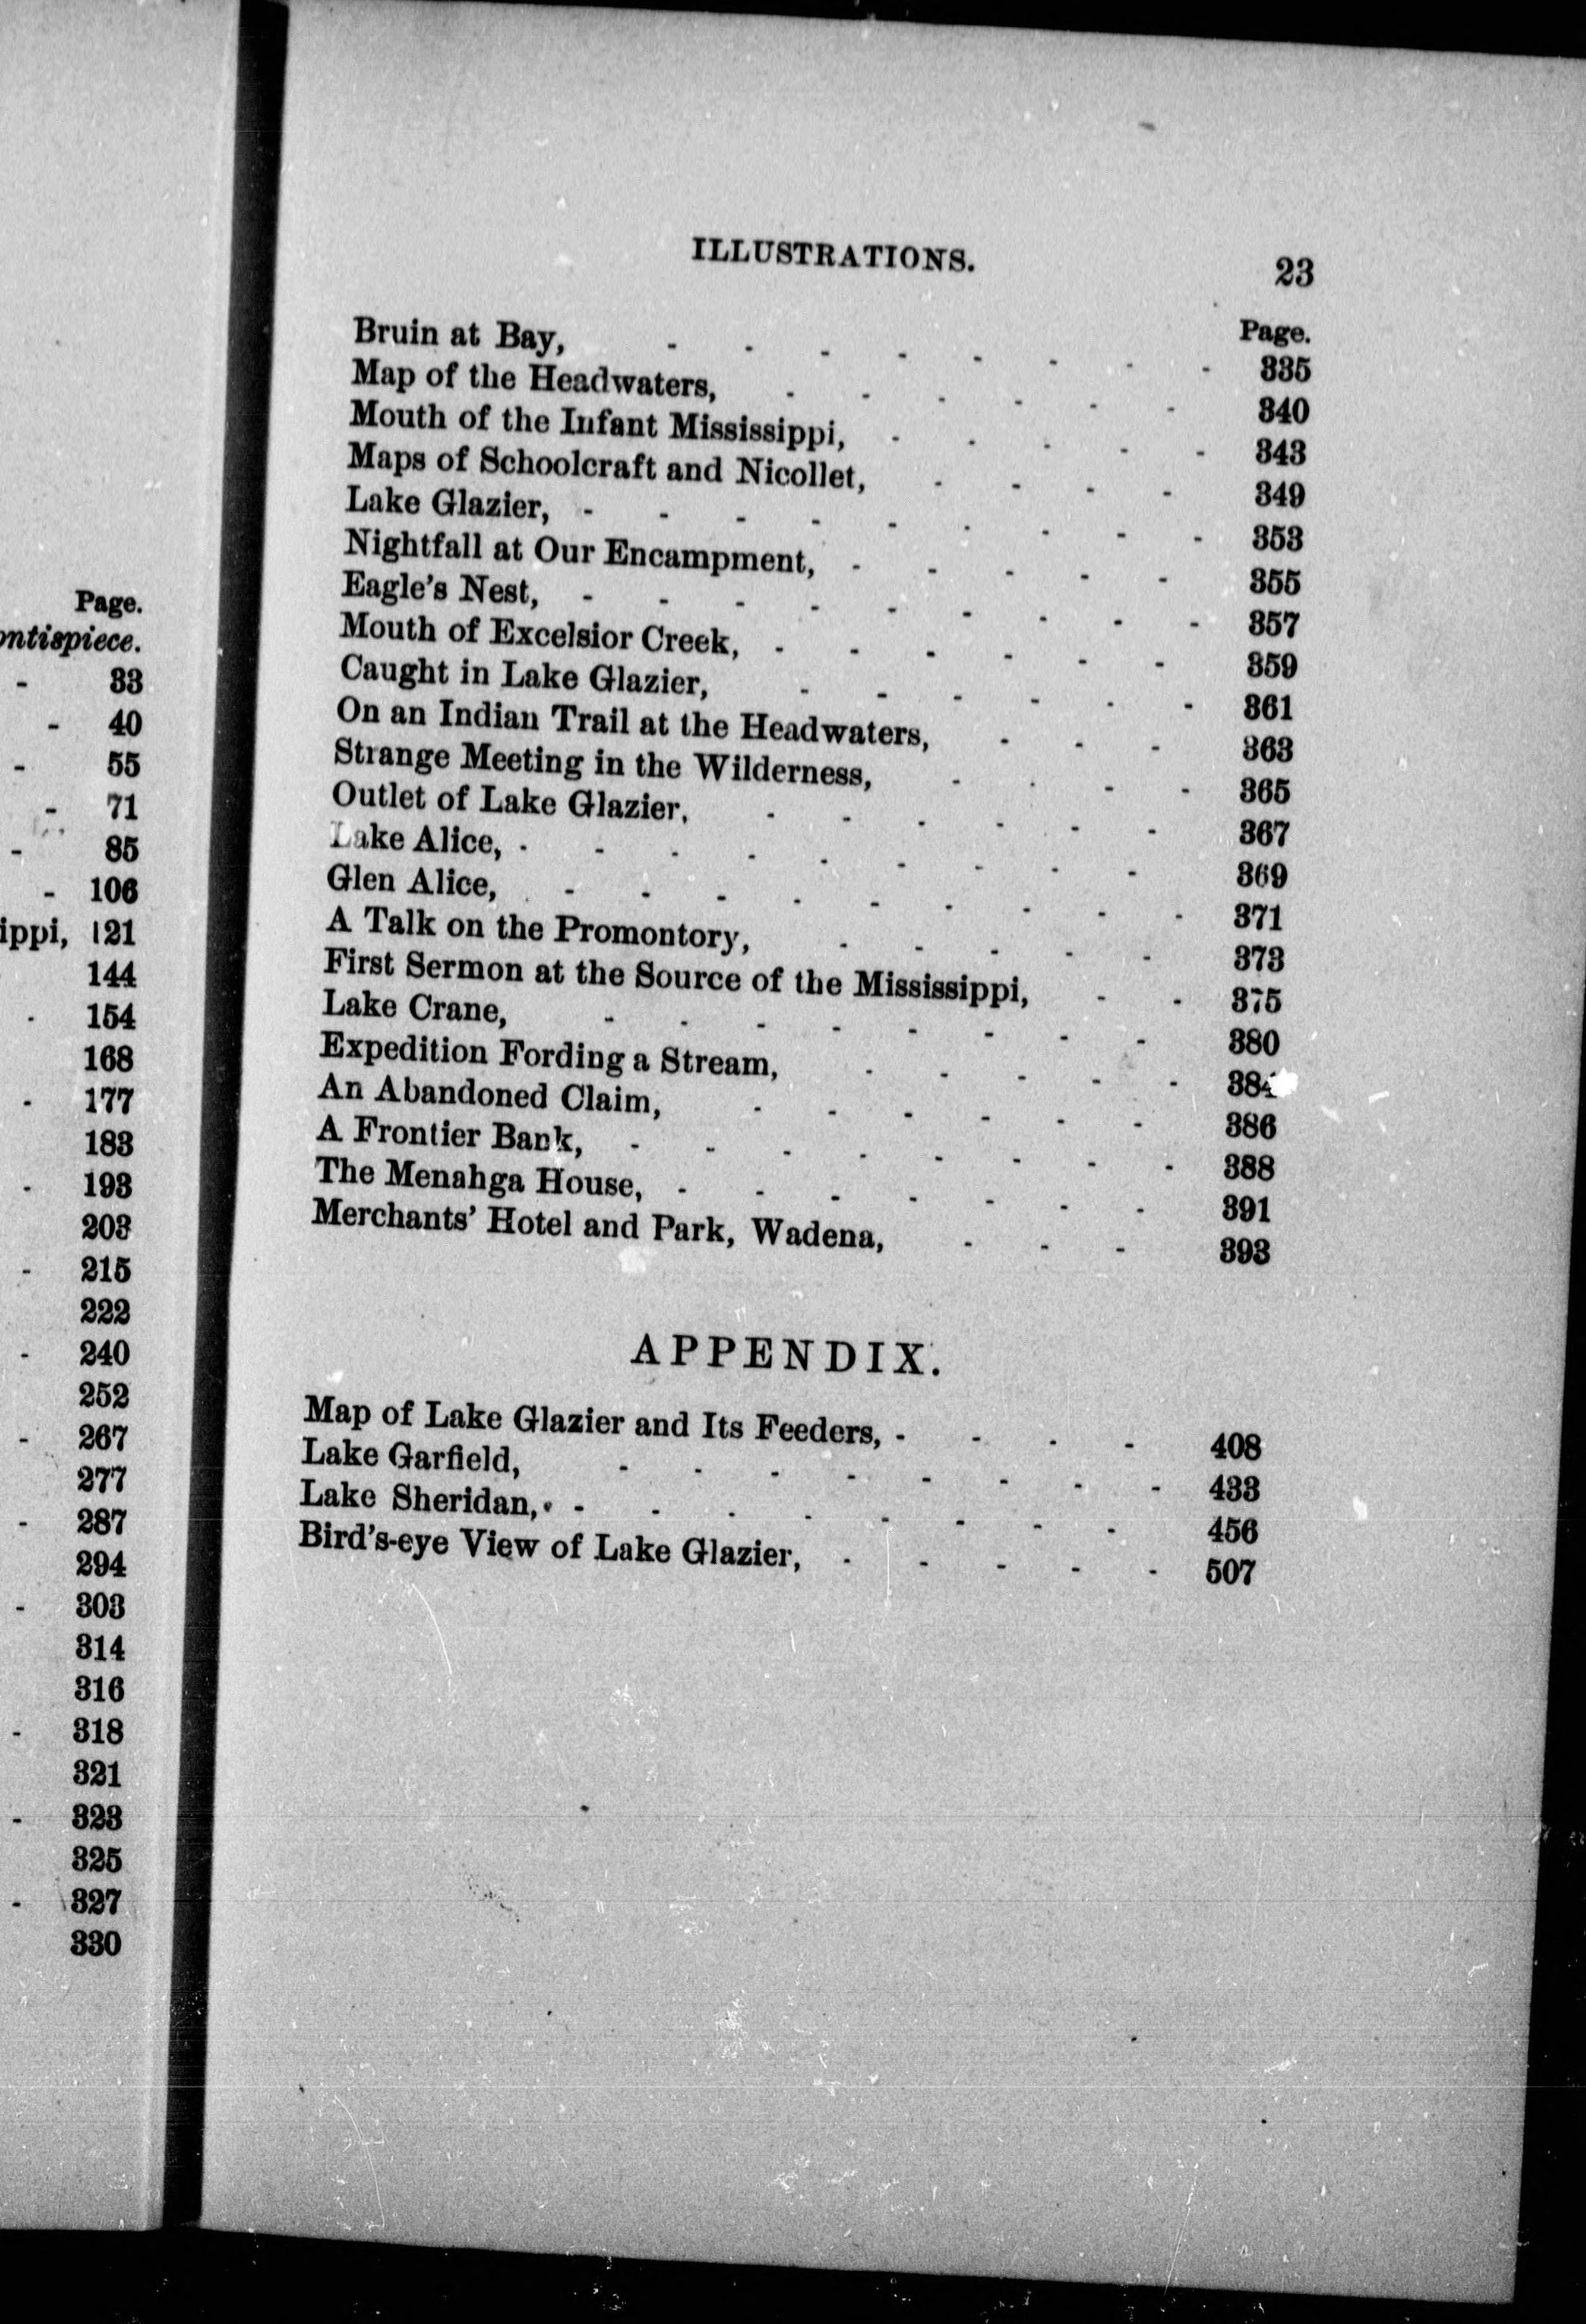 Page.
ontispiece.
- 33
- 40
- 55
- 71
- 85
- 106
ippi, 121
144
- 154
168
- 177
183
- 193
203
- 215
222
- 240
252
- 267
277
- 287
294
- 303
314
316
- 318
321
- 323
325
- 327
330
ILLUSTRATIONS. 23
Page.
Bruin at Bay, - - - - - - - - 335
Map of the Headwaters, - - - - - - 340
Mouth of the Infant Mississippi, - - - - - 343
Maps of Schoolcraft and Nicollet, - - - - 349
Lake Glazier, - - - - - - - - - 353
Nightfall at Our Encampment, - - - - - 355
Eagle's Nest, - - - - - - - - - 357
Mouth of Excelsior Creek, - - - - - - 359
Caught in Lake Glazier, - - - - - - 361
On an Indian Trail at the Headwaters, - - - 363
Strange Meeting in the Wilderness, - - - - 365
Outlet of Lake Glazier, - - - - - - 367
Lake Alice, - - - - - - - - - 369
Glen Alice, - - - - - - - - - 371
A Talk on the Promontory, - - - - - 373
First Sermon at the Source of the Mississippi, - - 375
Lake Crane, - - - - - - - - 380
Expedition Fording a Stream, - - - - - 384
An Abandoned Claim, - - - - - - 386
A Frontier Bank, - - - - - - - - 388
The Menahga House, - - - - - - - 391
Merchants' Hotel and Park, Wadena, - - - 393
APPENDIX.
Map of Lake Glazier and Its Feeders, - - - - 408
Lake Garfield, - - - - - - - - 433
Lake Sheridan, - - - - - - - - 456
Bird's-eye View of Lake Glazier, - - - - - 507